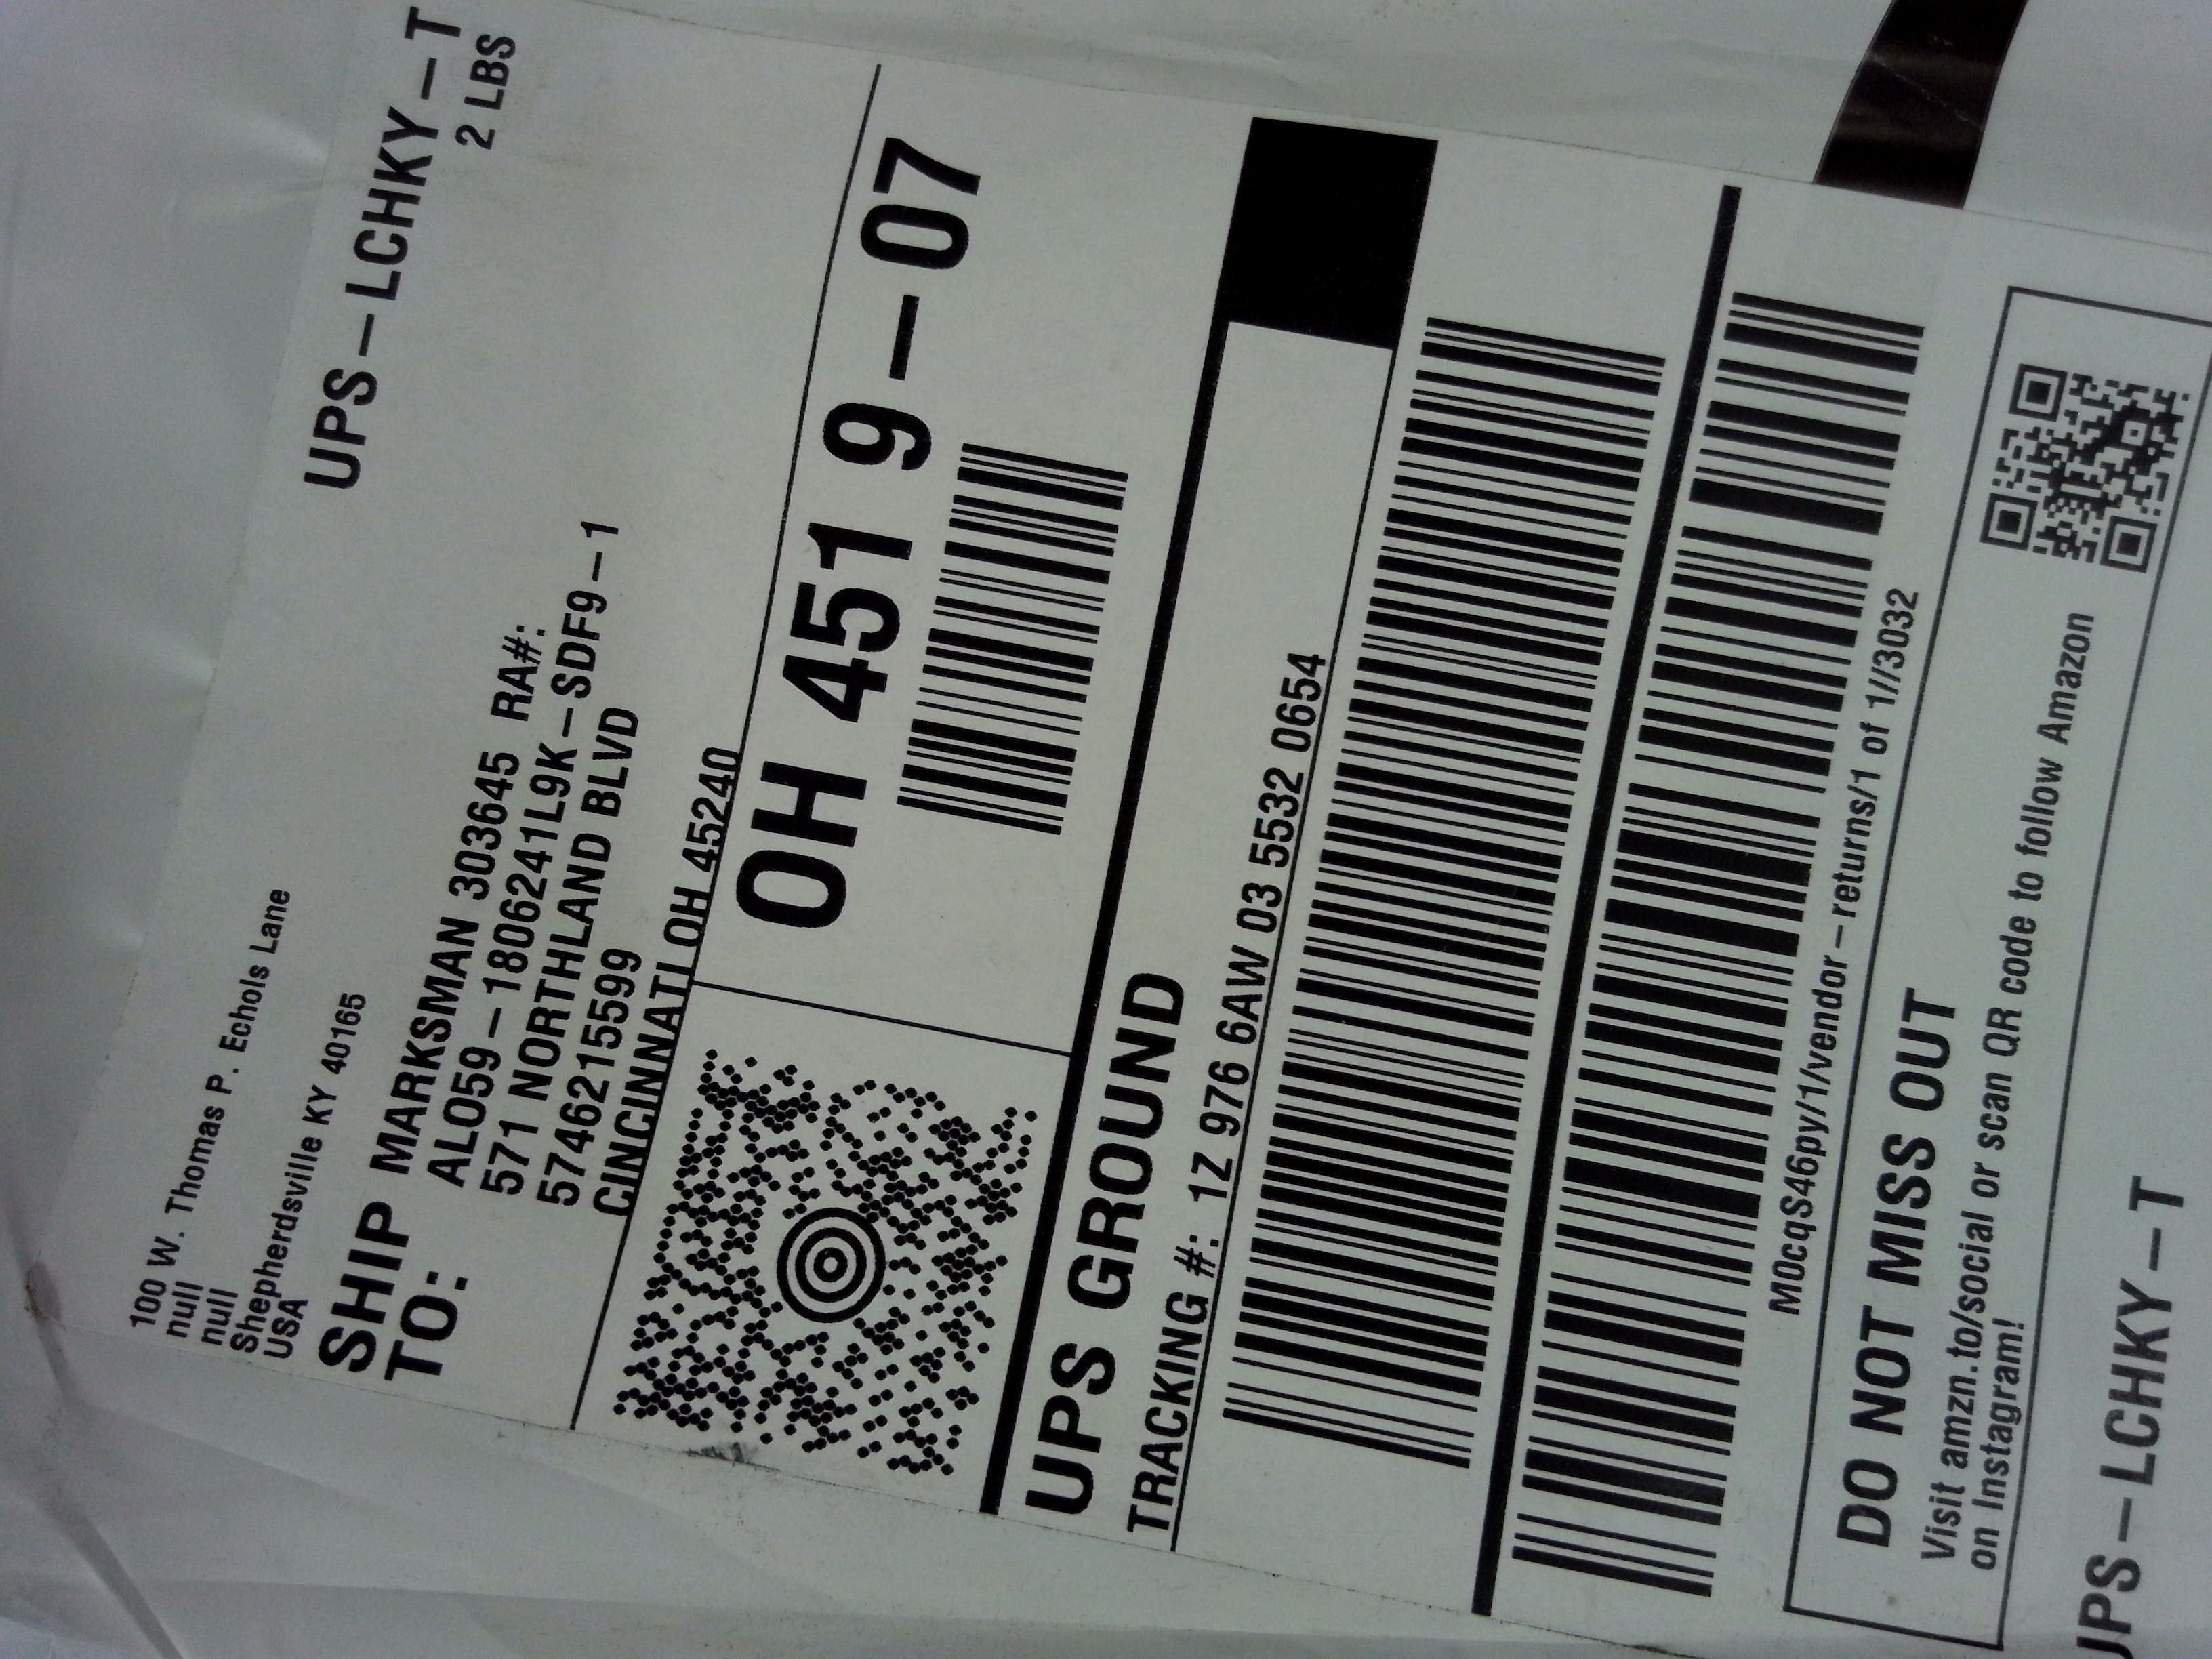 UPS-LCHKY-T
2 LBS
100 W. Thomas P. Echols Lane
null
null
Shepherdsville KY 40165
USA
SHIP
TO:
MARKSMAN 303645 RA#:
ALO59-1806241L9K-SDF9-1
571 NORTHLAND BLVD
5746215599
CINCINNATI OH 45240
OH 451 9-07
UPS GROUND
TRACKING #: 1Z 976 6AW 03 5532 0654
M0cqS46py/1/vendor-returns/1 of 1//3032
DO NOT MISS OUT
Visit amzn.to/social or scan QR code to follow Amazon
on Instagram!
UPS-LCHKY-T